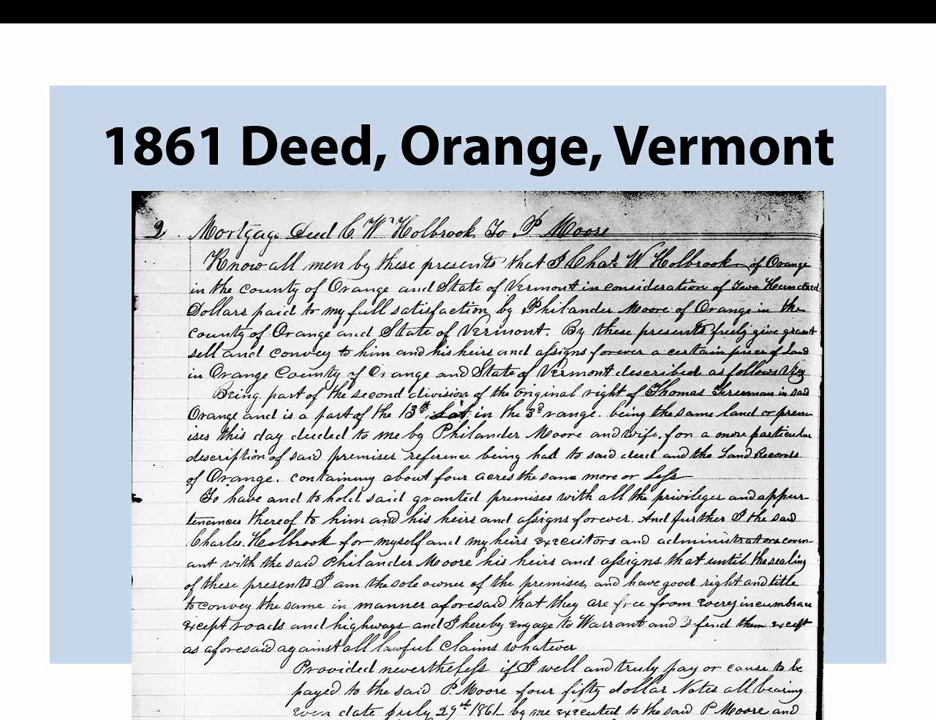 1861 Deed, Orange, Vermont
9. Mortgage Deed C W Holbrook To P Moore
Know all men by these presents that I Chas. W Holbrook of Orange
in the county of Orange and State of Vermont in consideration of Two Hundred
Dollars paid to my full satisfaction by Philander Moore of Orange in the
county of Orange and State of Vermont. By these presents freely give grant
sell and convey to him and his heirs and assigns forever a certain piece of Land
in Orange County of Orange and State of Vermont described as follows Viz
Being part of the second division of the original right of Thomas in said
Orange and is a part of the 13th Lot in the 3d range. being the same land or prem-
ises this day deeded to me by Philander Moore and wife, for a more particular
description of said premises reference being had to said deed and the Land Records
of Orange. containing about four acres the same more or less
To have and to hold said granted premises with all the privileges and appur-
tenances thereof to him and his heirs and assigns forever. And further I the said
Charles. Holbrook for myself and my heirs executors and administrators coven-
ant with the said Philander Moore his heirs and assigns that until the sealing
of these presents I am the sole owner of the premises, and have good right and title
to convey the same in manner aforesaid that they are free from every incumbrace
except roads and highways and I hereby engage to Warrant and Defend them except
as aforesaid against all lawful Claims whatever
Provided nevertheless if I well and truly pay or cause to be
payed to the said P. Moore four fifty dollar Notes all bearing
even date July 29th 1861 by me executed to the said P Moore and